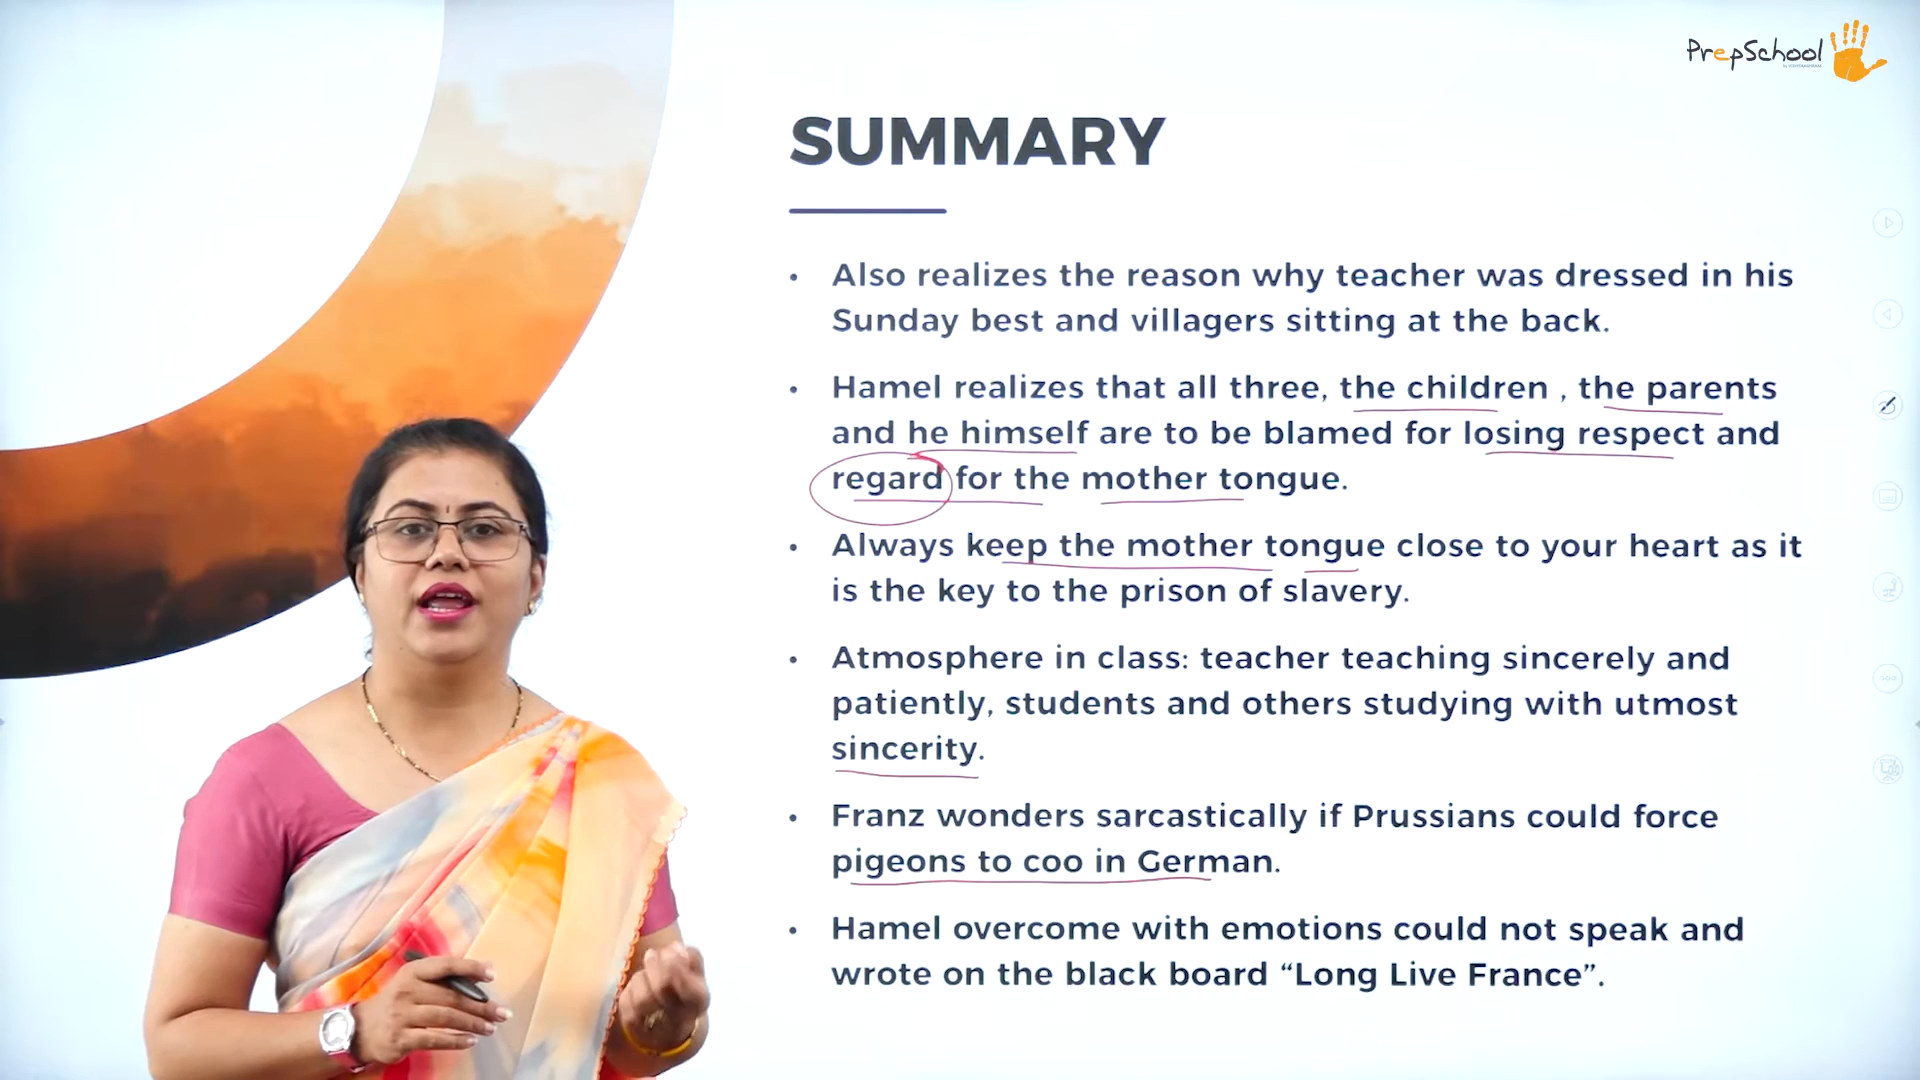 PrepSchool
SUMMARY
• Also realizes the reason why teacher was dressed in his
Sunday best and villagers sitting at the back.
• Hamel realizes that all three, the children , the parents
and he himself are to be blamed for losing respect and
regard for the mother tongue.
• Always keep the mother tongue close to your heart as it
is the key to the prison of slavery.
• Atmosphere in class: teacher teaching sincerely and
patiently, students and others studying with utmost
sincerity.
• Franz wonders sarcastically if Prussians could force
pigeons to coo in German.
• Hamel overcome with emotions could not speak and
wrote on the black board “Long Live France”.